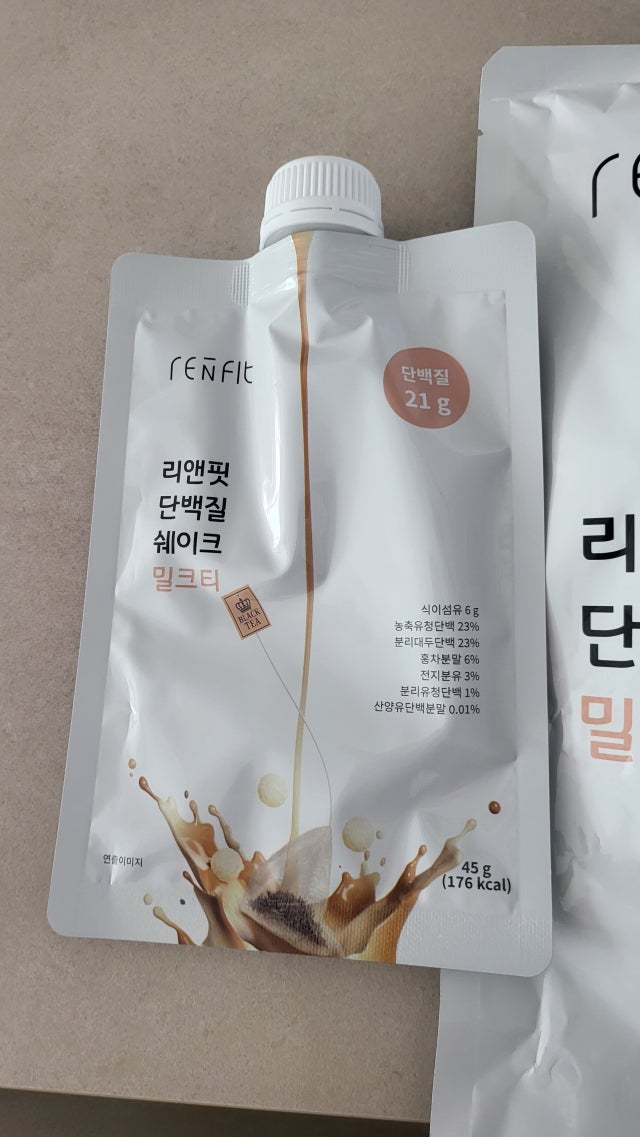 RENFIt
단백질
21 g
리앤핏
단백질
쉐이크
밀크티
BLACK
TEA
식이섬유 6 g
농축유청단백 23%
분리대두단백 23%
홍차분말 6%
전지분유 3%
분리유청단백 1%
산양유단백분말 0.01%
연출이미지
45 g
(176 kcal)
리
단
밀